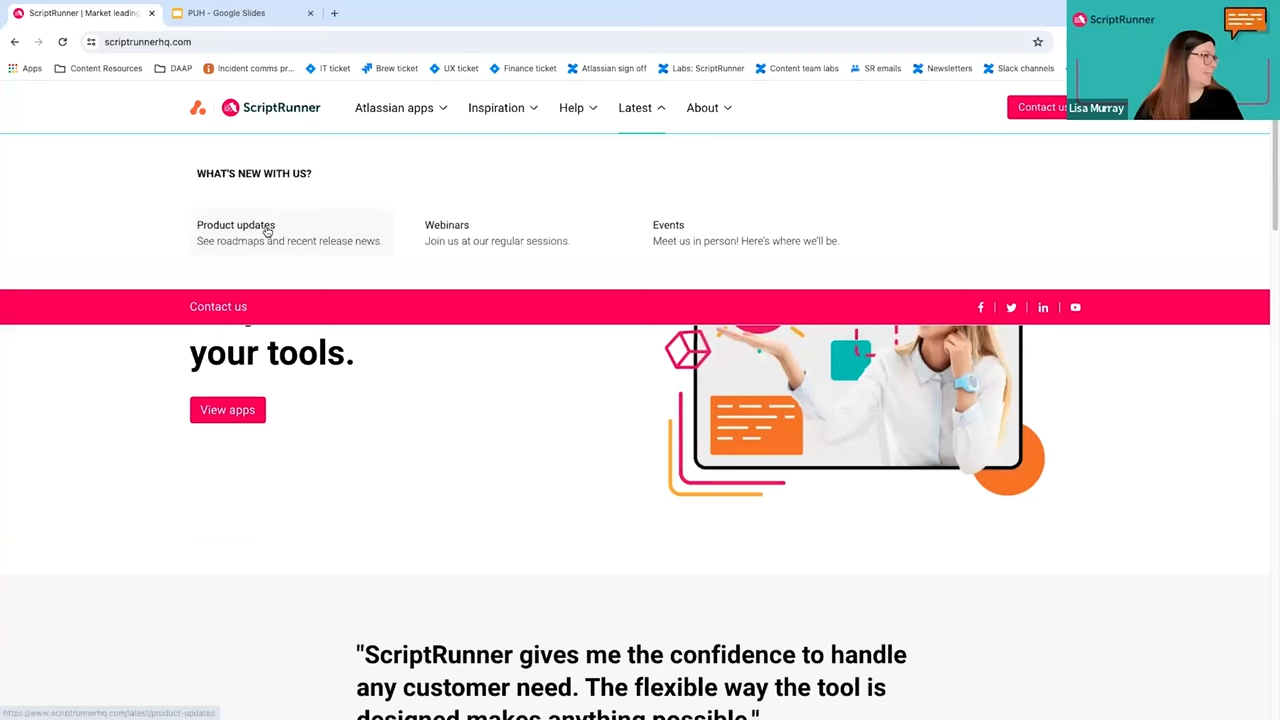 ScriptRunner | Market leading
PUH - Google Slides
scriptrunnerhq.com
Apps
Content Resources
DAAP
Incident comms pr...
IT ticket
Brew ticket
UX ticket
Finance ticket
Atlassian sign off
Labs: ScriptRunner
Content team labs
SR emails
Newsletters
Slack channels
ScriptRunner
Lisa Murray
ScriptRunner
Atlassian apps
Inspiration
Help
Latest
About
Contact us
WHAT'S NEW WITH US?
Product updates
See roadmaps and recent release news.
Webinars
Join us at our regular sessions.
Events
Meet us in person! Here's where we'll be.
Contact us
your tools.
View apps
"ScriptRunner gives me the confidence to handle
any customer need. The flexible way the tool is
designed makes anything possible."
https://www.scriptrunnerhq.com/latest/product-updates